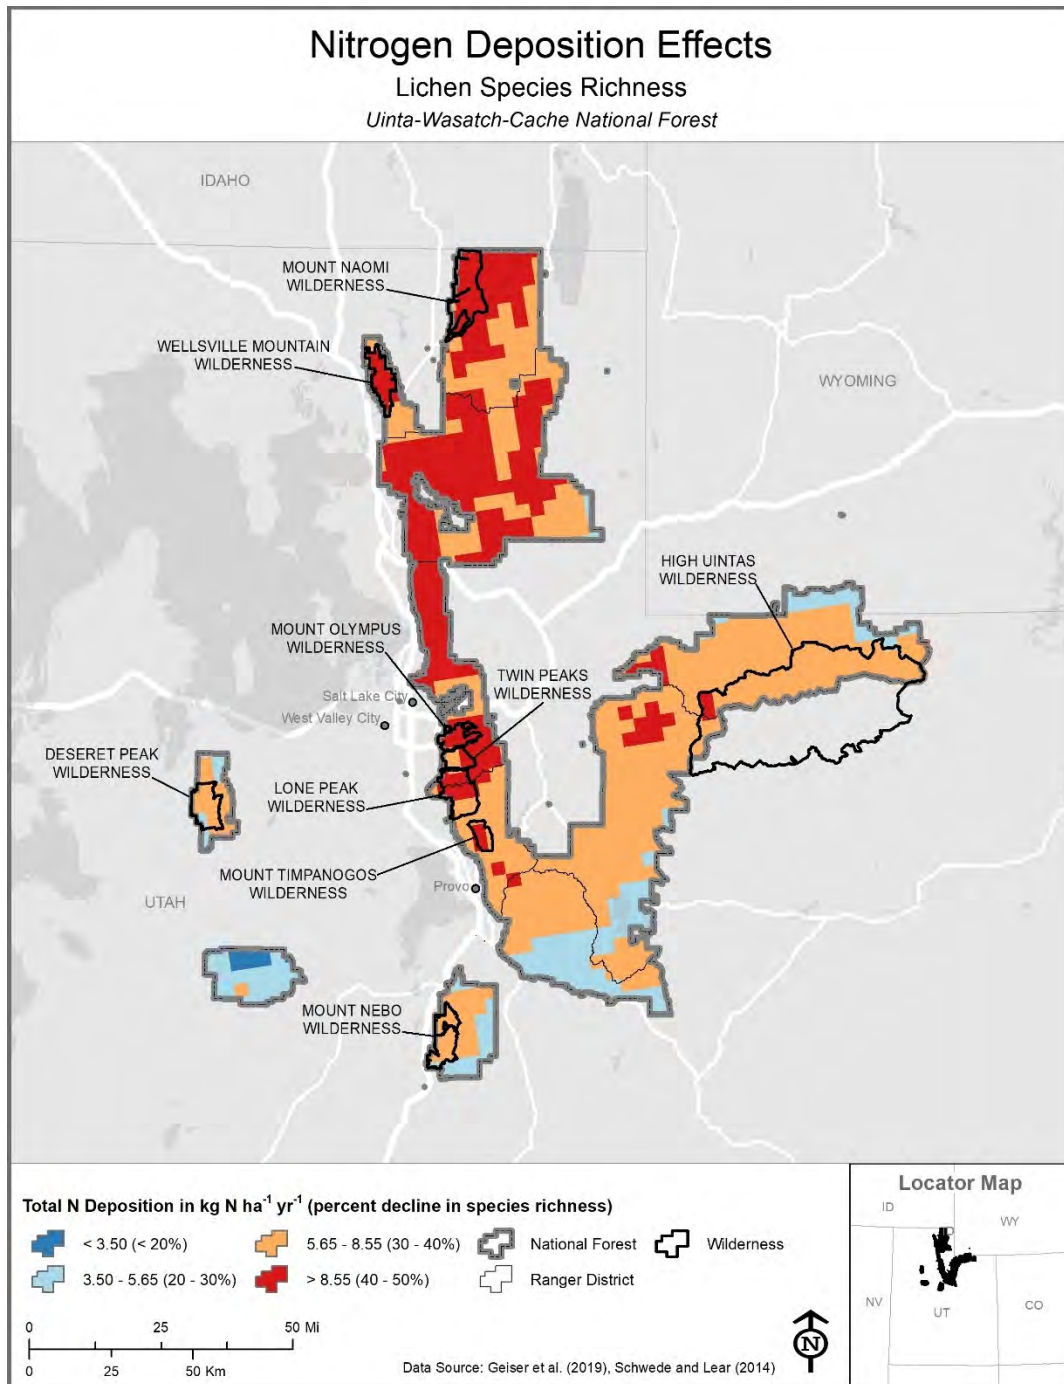 Nitrogen Deposition Effects
Lichen Species Richness
Uinta-Wasatch-Cache National Forest
IDAHO
MOUNT NAOMI
WILDERNESS
WELLSVILLE MOUNTAIN
WILDERNESS
WYOMING
HIGH UINTAS
WILDERNESS
MOUNT OLYMPUS
WILDERNESS
TWIN PEAKS
WILDERNESS
Salt Lake City
West Valley City
DESERET PEAK
WILDERNESS
LONE PEAK
WILDERNESS
MOUNT TIMPANOGOS
WILDERNESS
Provo
UTAH
MOUNT NEBO
WILDERNESS
Total N Deposition in kg N ha⁻¹ yr⁻¹ (percent decline in species richness)
< 3.50 (< 20%)
5.65 - 8.55 (30 - 40%)
National Forest
Wilderness
3.50 - 5.65 (20 - 30%)
> 8.55 (40 - 50%)
Ranger District
0 25 50 Mi
0 25 50 Km
N
Data Source: Geiser et al. (2019), Schwede and Lear (2014)
Locator Map
ID
WY
NV
UT
CO